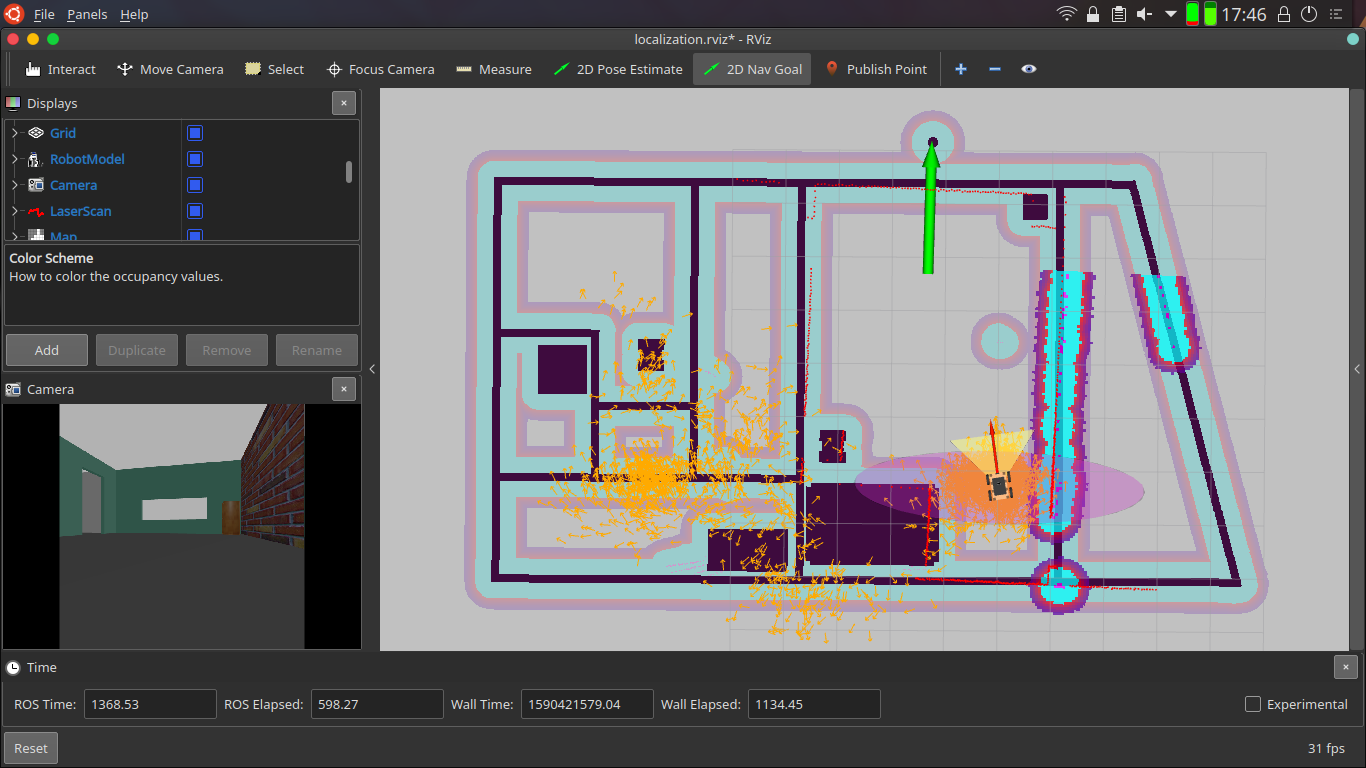 File Panels Help 17:46
localization.rviz* - RViz
Interact Move Camera Select Focus Camera Measure 2D Pose Estimate 2D Nav Goal Publish Point
Displays
Grid
RobotModel
Camera
LaserScan
Map
Color Scheme
How to color the occupancy values.
Add Duplicate Remove Rename
Camera
Time
ROS Time: 1368.53 ROS Elapsed: 598.27 Wall Time: 1590421579.04 Wall Elapsed: 1134.45 Experimental
Reset 31 fps